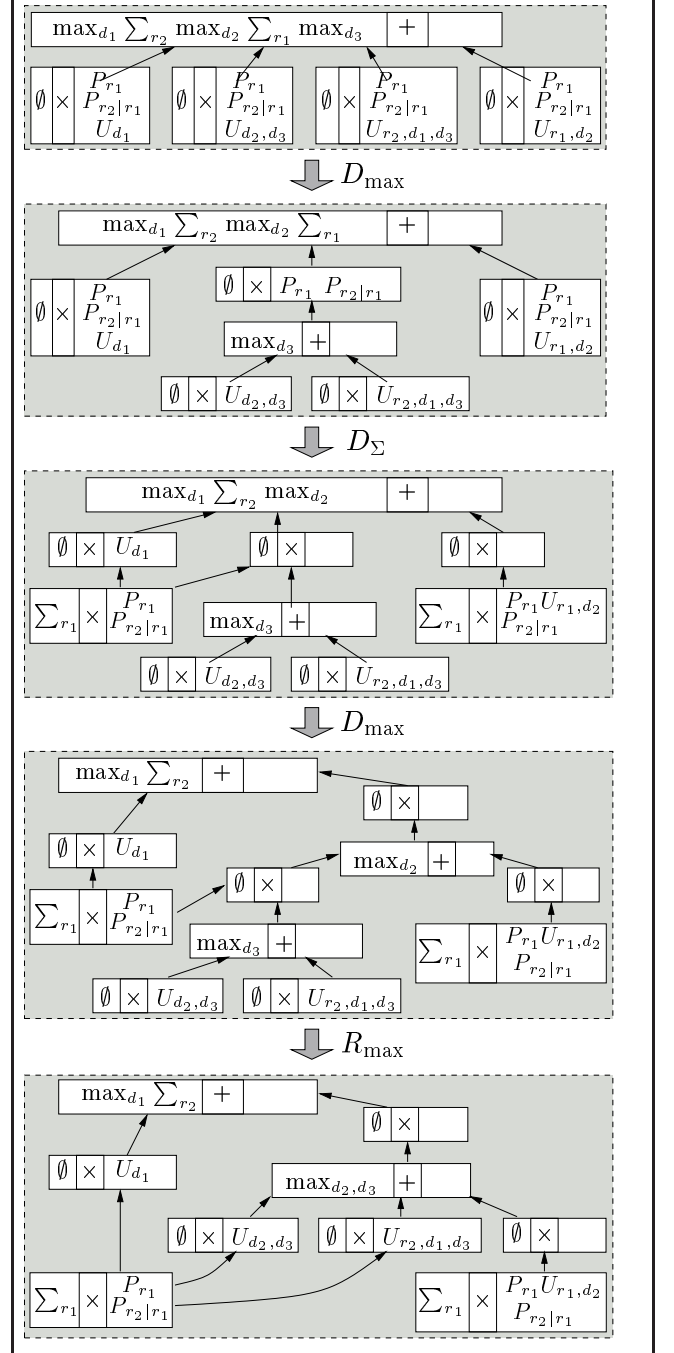 max_{d_1} ∑_{r_2} max_{d_2} ∑_{r_1} max_{d_3} +
∅ × P_{r_1} P_{r_2|r_1} U_{d_1}
∅ × P_{r_1} P_{r_2|r_1} U_{d_2,d_3}
∅ × P_{r_1} P_{r_2|r_1} U_{r_2,d_1,d_3}
∅ × P_{r_1} P_{r_2|r_1} U_{r_1,d_2}
D_{max}
max_{d_1} ∑_{r_2} max_{d_2} ∑_{r_1} +
∅ × P_{r_1} P_{r_2|r_1} U_{d_1}
∅ × P_{r_1} P_{r_2|r_1}
∅ × P_{r_1} P_{r_2|r_1} U_{r_1,d_2}
max_{d_3} +
∅ × U_{d_2,d_3}
∅ × U_{r_2,d_1,d_3}
D_Σ
max_{d_1} ∑_{r_2} max_{d_2} +
∅ × U_{d_1}
∅ ×
∅ ×
∑_{r_1} × P_{r_1} P_{r_2|r_1}
max_{d_3} +
∑_{r_1} × P_{r_1} U_{r_1,d_2} P_{r_2|r_1}
∅ × U_{d_2,d_3}
∅ × U_{r_2,d_1,d_3}
D_{max}
max_{d_1} ∑_{r_2} +
∅ ×
∅ × U_{d_1}
max_{d_2} +
∑_{r_1} × P_{r_1} P_{r_2|r_1}
∅ ×
∅ ×
max_{d_3} +
∑_{r_1} × P_{r_1} U_{r_1,d_2} P_{r_2|r_1}
∅ × U_{d_2,d_3}
∅ × U_{r_2,d_1,d_3}
R_{max}
max_{d_1} ∑_{r_2} +
∅ ×
∅ × U_{d_1}
max_{d_2,d_3} +
∅ × U_{d_2,d_3}
∅ × U_{r_2,d_1,d_3}
∅ ×
∑_{r_1} × P_{r_1} P_{r_2|r_1}
∑_{r_1} × P_{r_1} U_{r_1,d_2} P_{r_2|r_1}